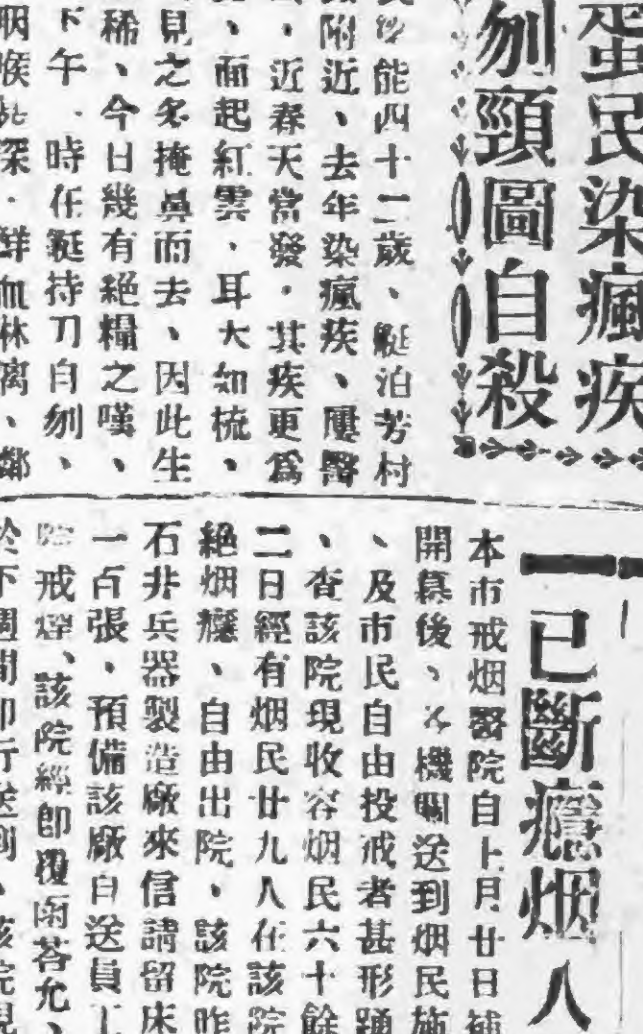 蛋民染瘋疾
刎頸圖自殺
能四十二歲、艇泊芳村
附近、去年染瘋疾、屢醫
、近春天常發、其疾更爲
、面起紅雲、耳大如梳、
見之多掩鼻而去、因此生
稀、今日幾有絕糧之嘆、
下午 時在艇持刀自刎、
咽喉 深、鮮血林漓、鄰
一已斷癮烟人
本市戒烟醫院自上月廿日補
開幕後、各機關送到烟民施
、及市民自由投戒者甚形踴
、查該院現收容烟民六十餘
二日經有烟民廿九人在該院
絕烟癮、自由出院、該院昨
石井兵器製造廠來信請留床
一百張、預備該廠自送員工
院戒烟、該院經即覆函答允、
於下週間即行送到、該院見